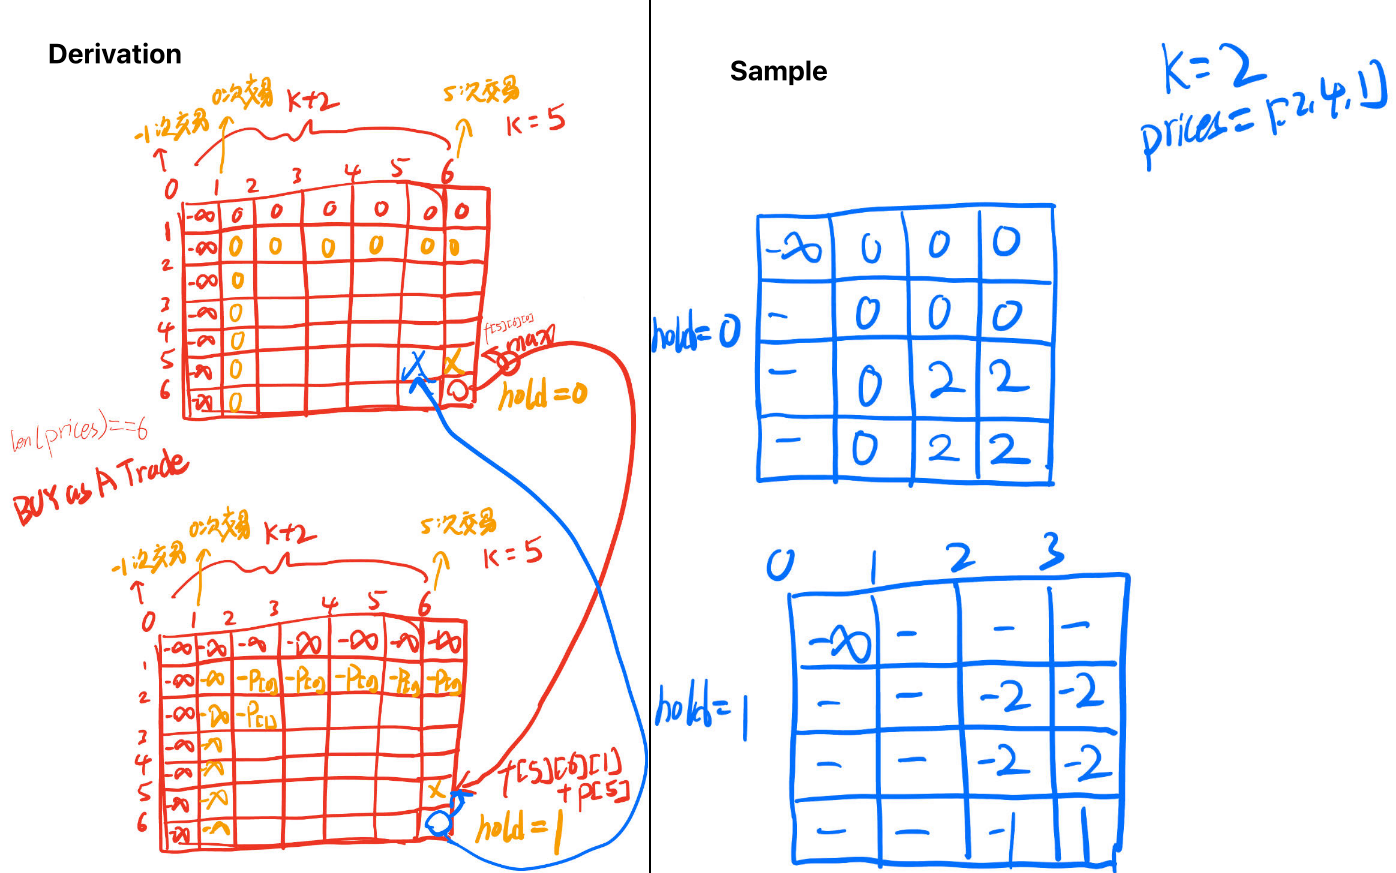 Derivation
0次交易 k+2 5次交易
-1次交易 k=5
0 1 2 3 4 5 6
-∞ 0 0 0 0 0 0
1
-∞ 0 0 0 0 0 0
2
-∞ 0
3
-∞ 0
4
-∞ 0
5
-∞ 0 X X
6
-∞ 0
f[5][6][0]
max
hold=0
len(prices)==6
BUY as A Trade
0次交易 k+2 5次交易
-1次交易 k=5
0 1 2 3 4 5 6
-∞ -∞ -∞ -∞ -∞ -∞ -∞
1
-∞ -∞ -P[0] -P[0] -P[0] -P[0] -P[0]
2
-∞ -∞ -P[1]
3
-∞ -∞
4
-∞ -∞
5
-∞ -∞ X
6
-∞ -∞
f[5][6][1]
+p[5]
hold=1
Sample
k=2
prices=[2,4,1]
hold=0
-∞ 0 0 0
- 0 0 0
- 0 2 2
- 0 2 2
0 1 2 3
hold=1
-∞ - - -
- - -2 -2
- - -2 -2
- - -1 1